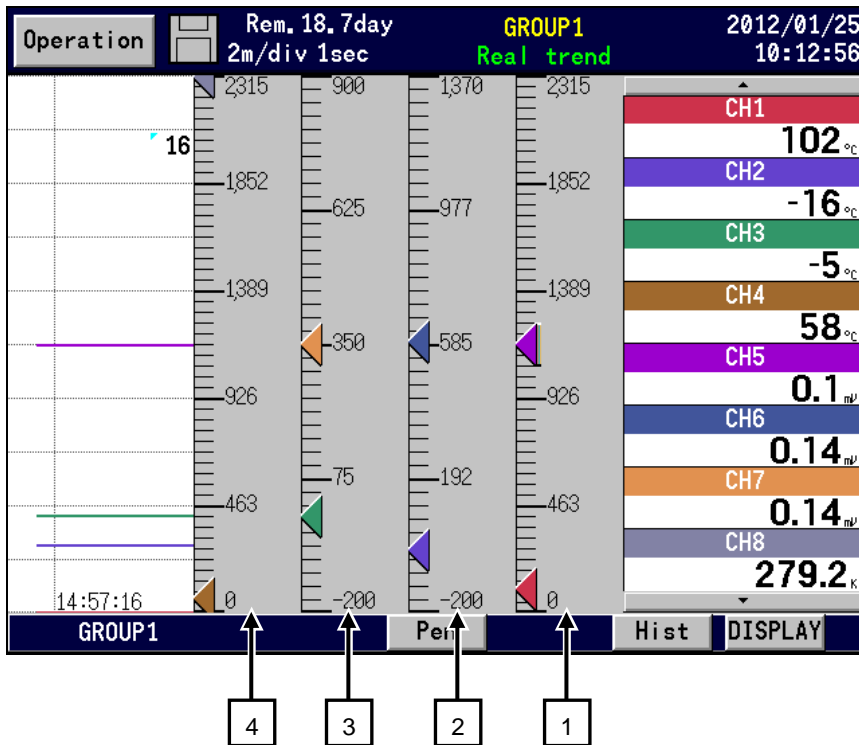 Operation
Rem. 18. 7day
2m/div 1sec
GROUP1
Real trend
2012/01/25
10:12:56
16
14:57:16
2,315
1,852
1,389
926
463
0
900
625
350
75
-200
1,370
977
585
192
-200
2,315
1,852
1,389
926
463
0
CH1
102 °C
CH2
-16 °C
CH3
-5 °C
CH4
58 °C
CH5
0.1 mV
CH6
0.14 mV
CH7
0.14 mV
CH8
279.2 K
GROUP1
Pen
Hist
DISPLAY
4
3
2
1